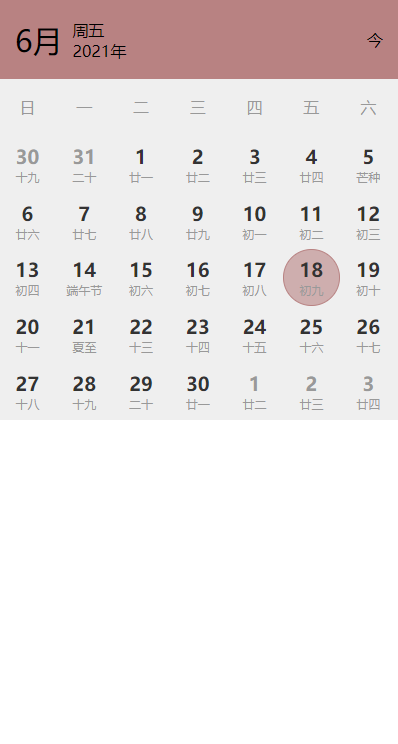 6月
周五
2021年
今
日 一 二 三 四 五 六
30 31 1 2 3 4 5
十九 二十 廿一 廿二 廿三 廿四 芒种
6 7 8 9 10 11 12
廿六 廿七 廿八 廿九 初一 初二 初三
13 14 15 16 17 18 19
初四 端午节 初六 初七 初八 初九 初十
20 21 22 23 24 25 26
十一 夏至 十三 十四 十五 十六 十七
27 28 29 30 1 2 3
十八 十九 二十 廿一 廿二 廿三 廿四